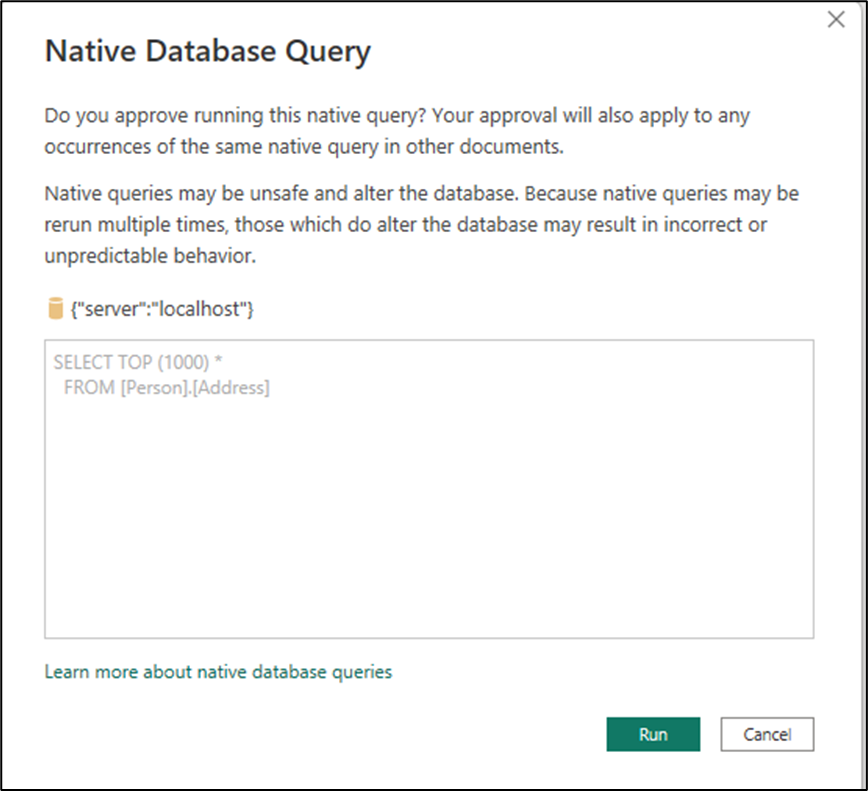 Native Database Query
Do you approve running this native query? Your approval will also apply to any
occurrences of the same native query in other documents.
Native queries may be unsafe and alter the database. Because native queries may be
rerun multiple times, those which do alter the database may result in incorrect or
unpredictable behavior.
{"server":"localhost"}
SELECT TOP (1000) *
FROM [Person].[Address]
Learn more about native database queries
Run
Cancel